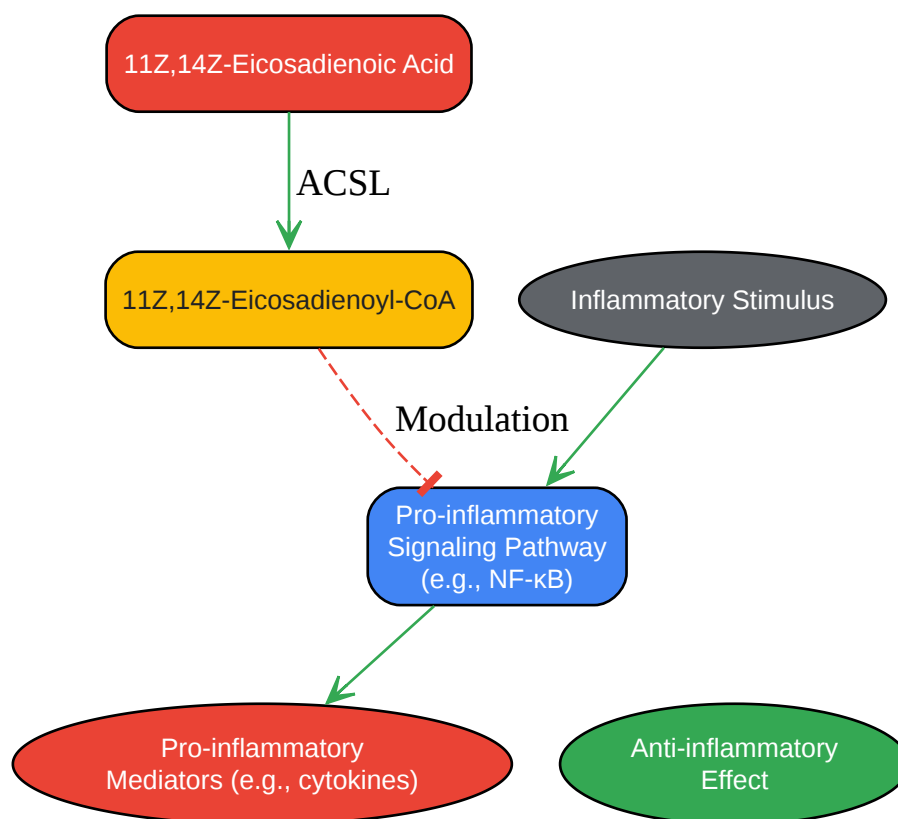 11Z,14Z-Eicosadienoic Acid
ACSL
11Z,14Z-Eicosadienoyl-CoA
Inflammatory Stimulus
Modulation
Pro-inflammatory
Signaling Pathway
(e.g., NF-κB)
Pro-inflammatory
Mediators (e.g., cytokines)
Anti-inflammatory
Effect